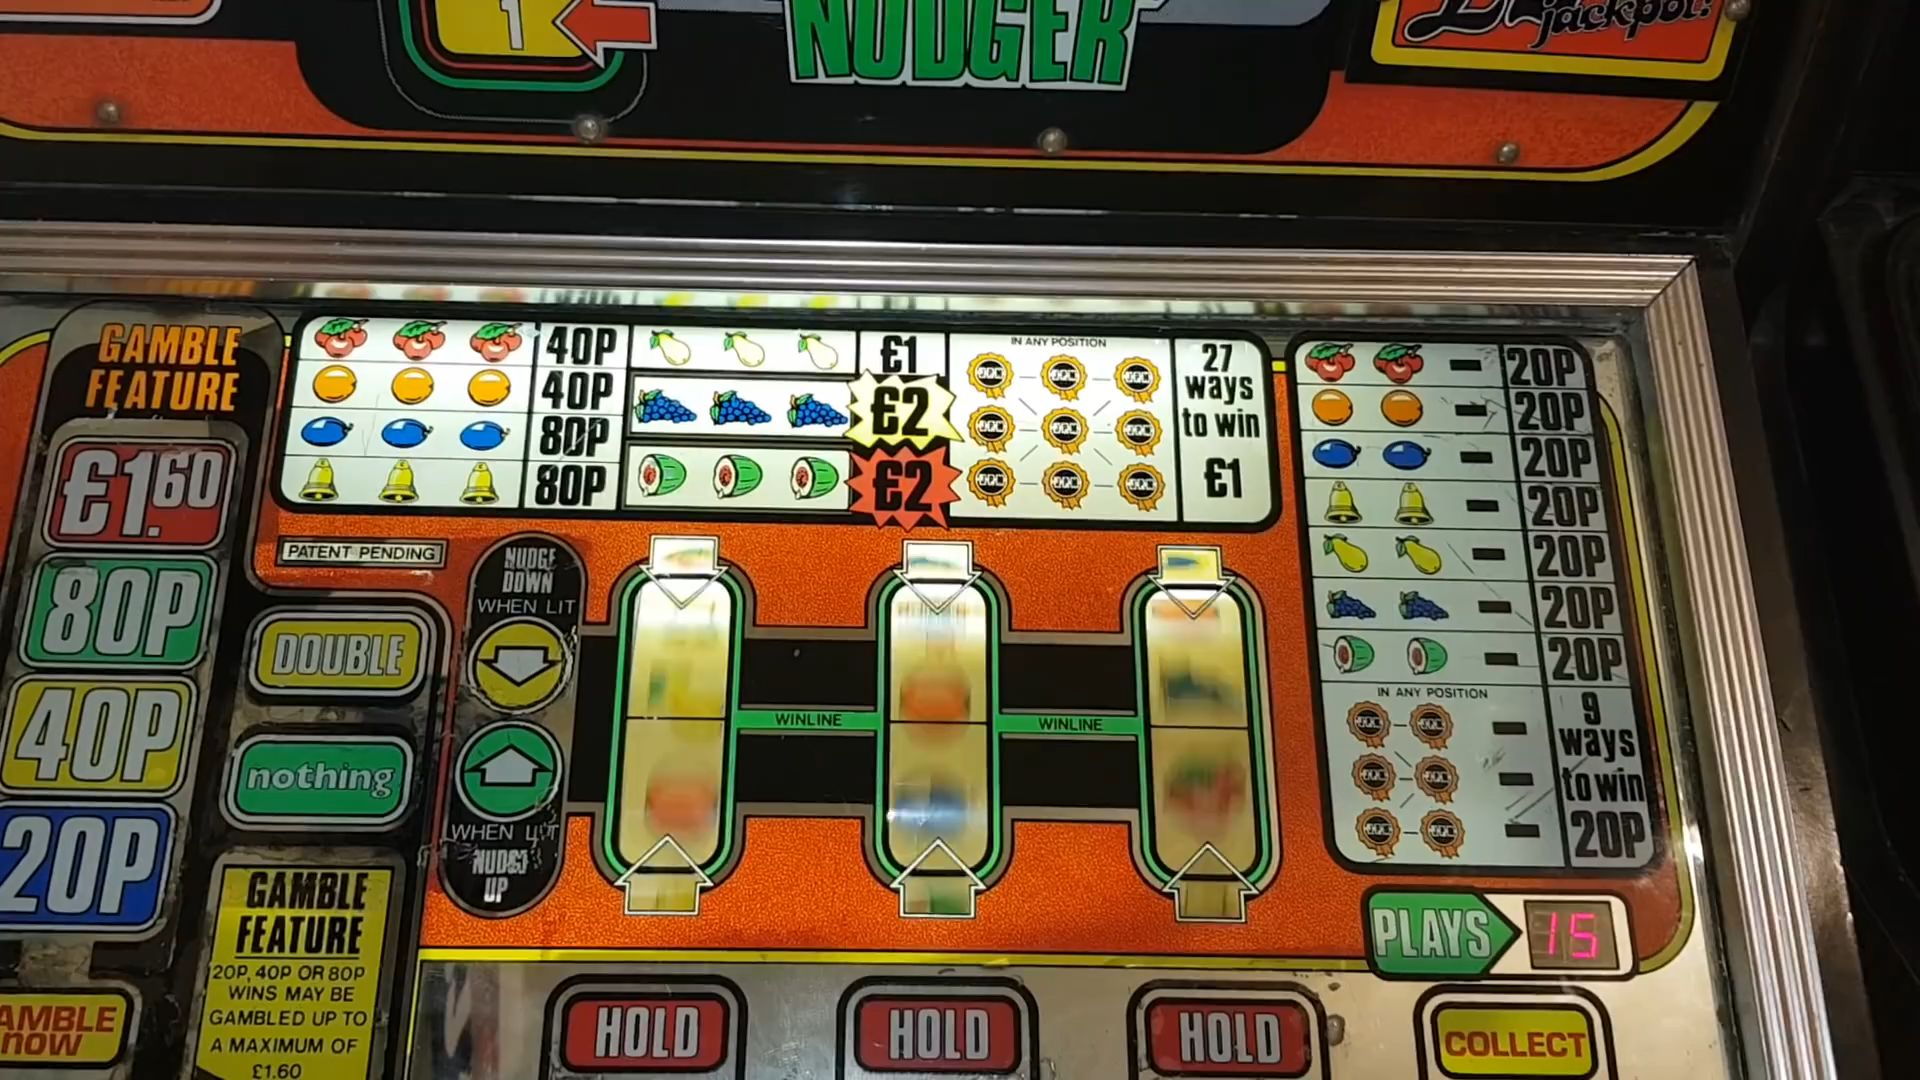 1
NUDGER
jackpot!
GAMBLE
FEATURE
£1.60
80P
40P
20P
40P
40P
80P
80P
£1
£2
£2
IN ANY POSITION
27
ways
to win
£1
20P
20P
20P
20P
20P
20P
20P
IN ANY POSITION
9
ways
to win
20P
PATENT PENDING
NUDGE
DOWN
WHEN LIT
DOUBLE
nothing
WHEN LIT
NUDGE
UP
WINLINE
WINLINE
GAMBLE
FEATURE
20P, 40P OR 80P
WINS MAY BE
GAMBLED UP TO
A MAXIMUM OF
£1.60
AMBLE
now
PLAYS
15
HOLD
HOLD
HOLD
COLLECT